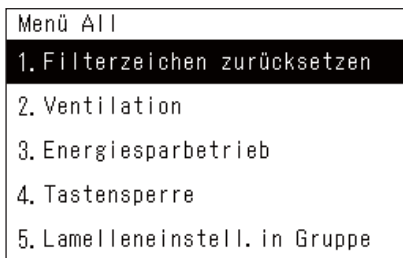 Menü All
1. Filterzeichen zurücksetzen
2. Ventilation
3. Energiesparbetrieb
4. Tastensperre
5. Lamelleneinstell. in Gruppe